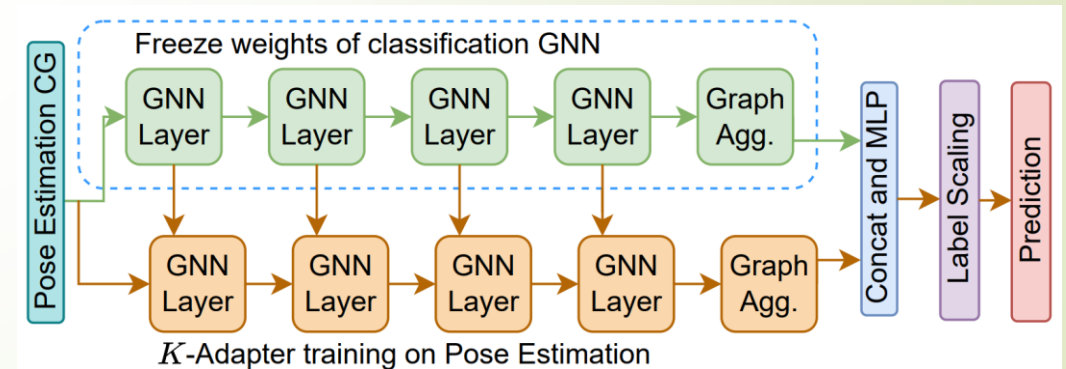 Freeze weights of classification GNN
Pose Estimation CG
GNN
Layer
GNN
Layer
GNN
Layer
GNN
Layer
Graph
Agg.
GNN
Layer
GNN
Layer
GNN
Layer
GNN
Layer
Graph
Agg.
Concat and MLP
Label Scaling
Prediction
K-Adapter training on Pose Estimation